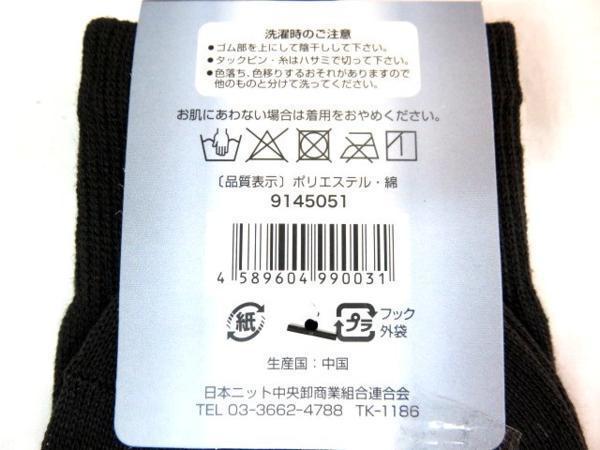 洗濯時のご注意
●ゴム部を上にして陰干しして下さい。
●タックピン・糸はハサミで切って下さい。
●色落ち、色移りするおそれがありますので
他のものと分けて洗ってください。
お肌にあわない場合は着用をおやめください。
〔品質表示〕ポリエステル・綿
9145051
4 589604 990031
紙
プラ
フック
外袋
生産国：中国
日本ニット中央卸商業組合連合会
TEL 03-3662-4788 TK-1186